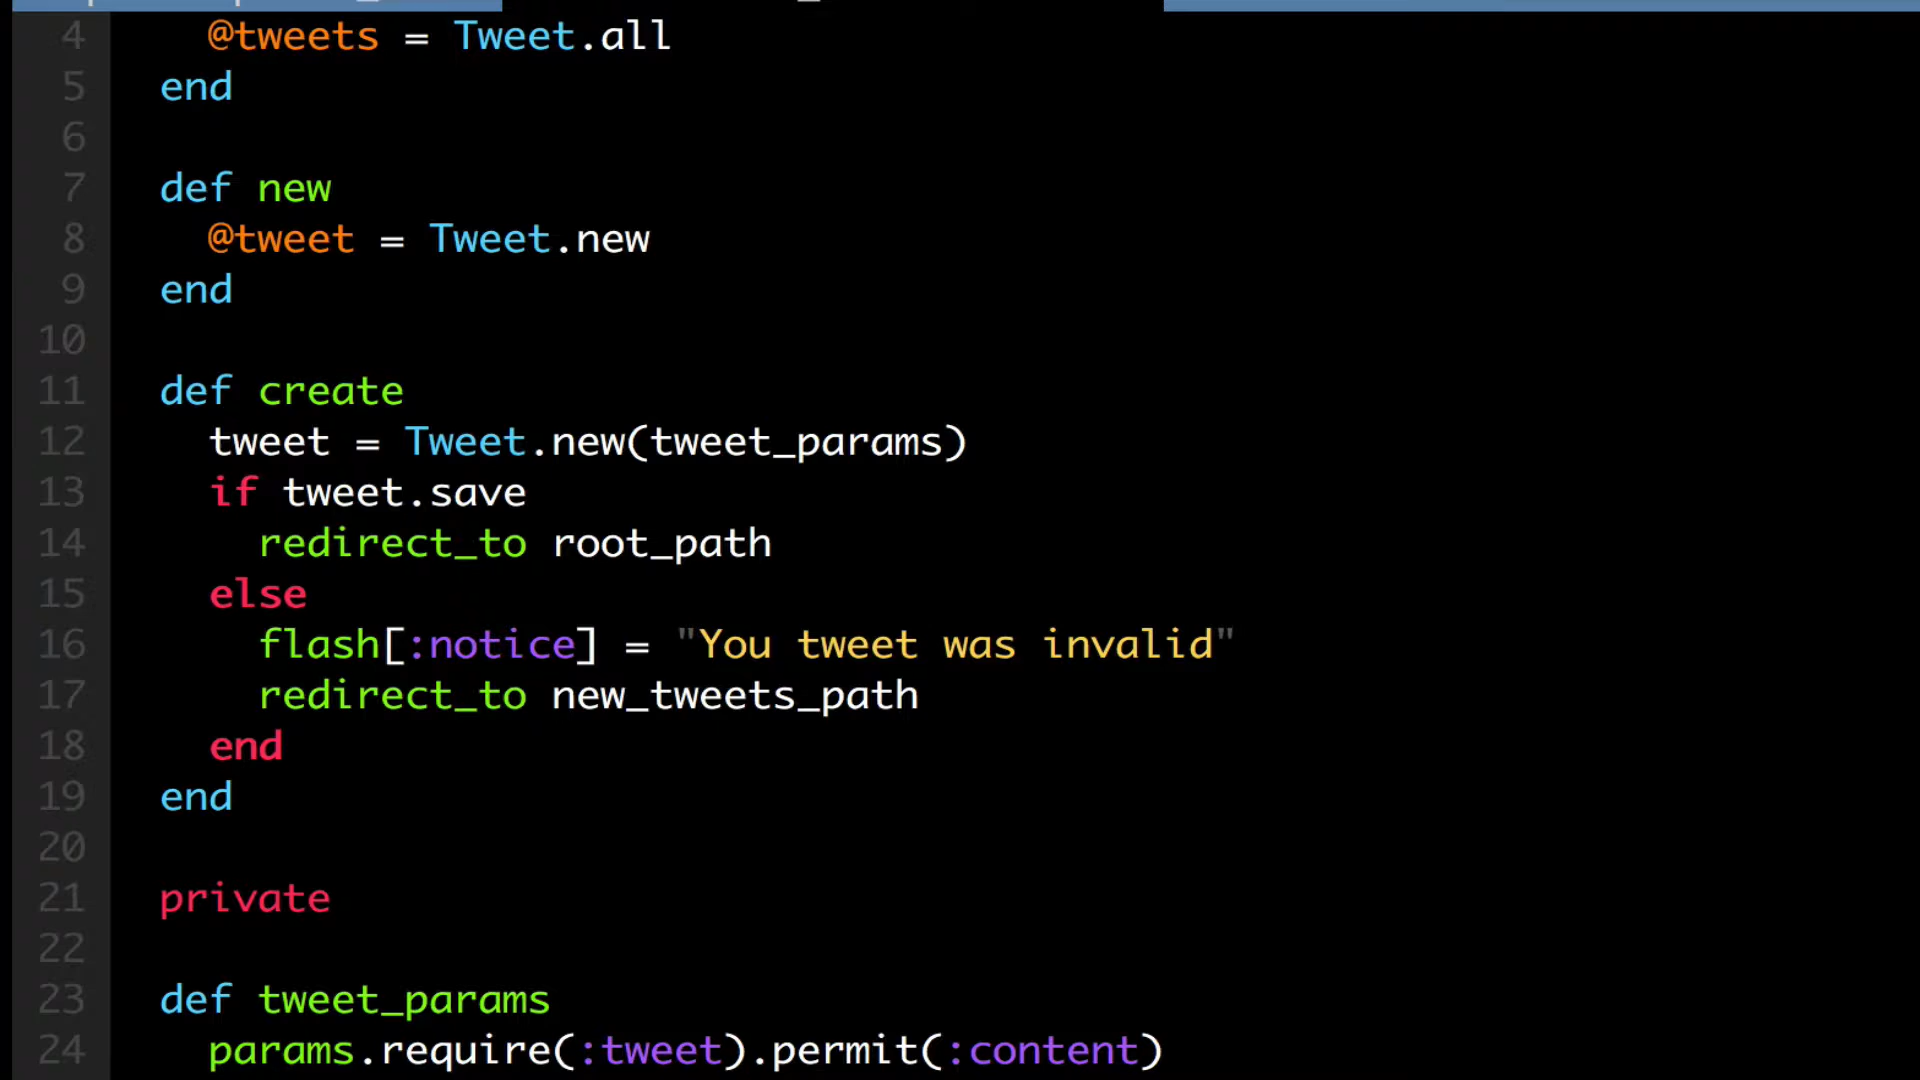 4 @tweets = Tweet.all
5 end
6
7 def new
8 @tweet = Tweet.new
9 end
10
11 def create
12 tweet = Tweet.new(tweet_params)
13 if tweet.save
14 redirect_to root_path
15 else
16 flash[:notice] = "You tweet was invalid"
17 redirect_to new_tweets_path
18 end
19 end
20
21 private
22
23 def tweet_params
24 params.require(:tweet).permit(:content)